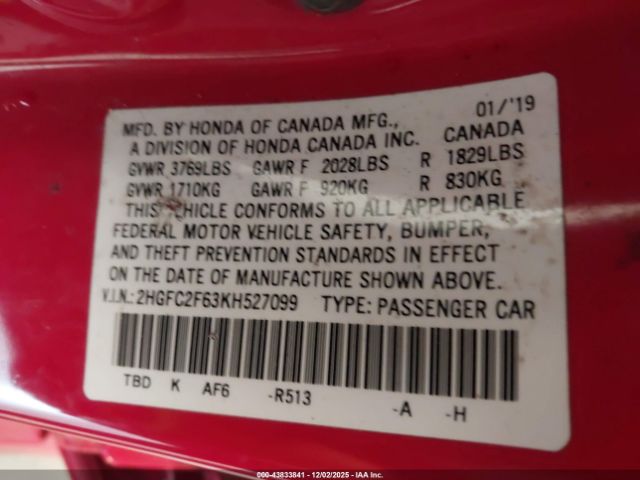 01/'19
MFD. BY HONDA OF CANADA MFG., CANADA
A DIVISION OF HONDA CANADA INC.
GVWR 3769LBS GAWR F 2028LBS R 1829LBS
GVWR 1710KG GAWR F 920KG R 830KG
THIS VEHICLE CONFORMS TO ALL APPLICABLE
FEDERAL MOTOR VEHICLE SAFETY, BUMPER,
AND THEFT PREVENTION STANDARDS IN EFFECT
ON THE DATE OF MANUFACTURE SHOWN ABOVE.
V.I.N.: 2HGFC2F63KH527099 TYPE: PASSENGER CAR
TBD K AF6 -R513 -A -H
000-43833841 - 12/02/2025 - IAA Inc.